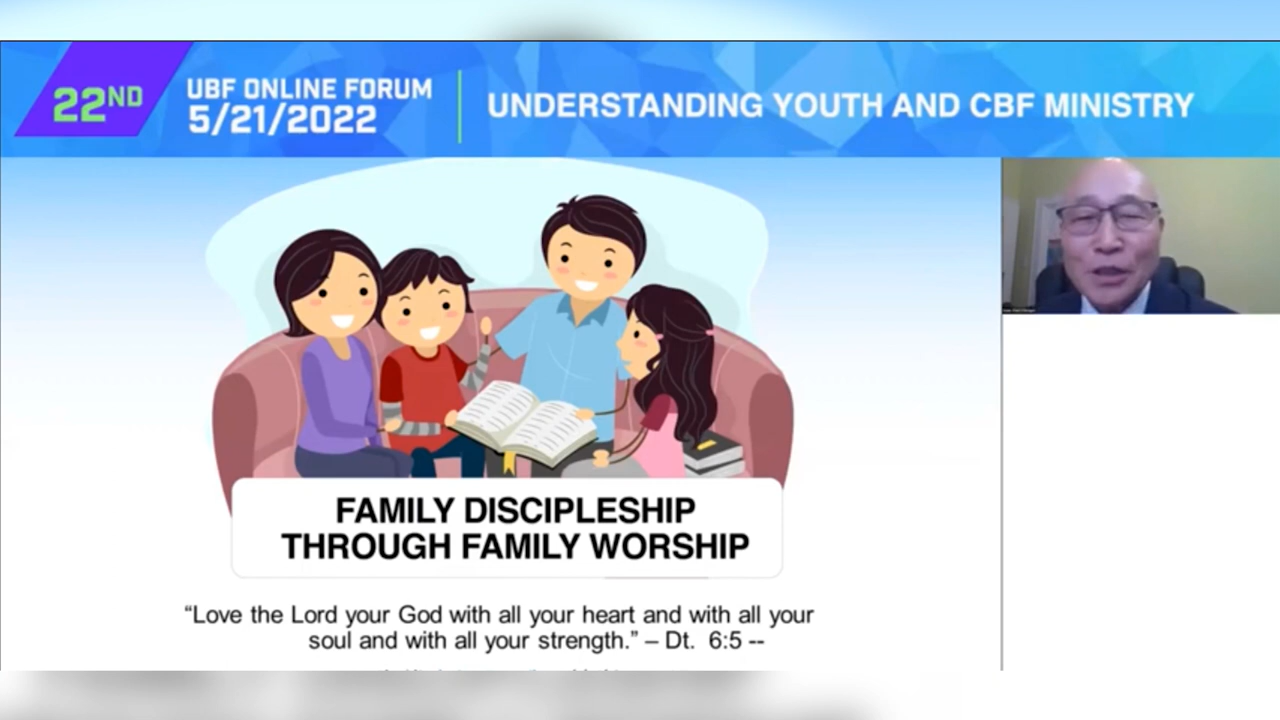 22ND
UBF ONLINE FORUM
5/21/2022
UNDERSTANDING YOUTH AND CBF MINISTRY
FAMILY DISCIPLESHIP
THROUGH FAMILY WORSHIP
“Love the Lord your God with all your heart and with all your
soul and with all your strength.” – Dt. 6:5 --